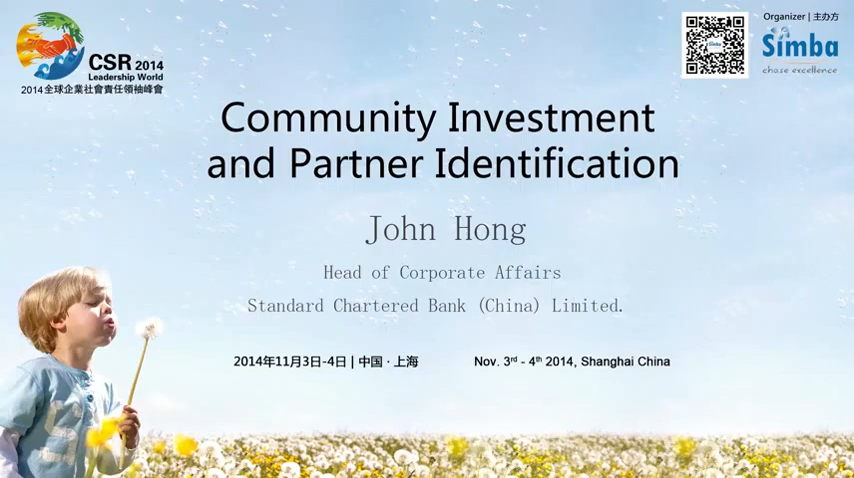 CSR 2014
Leadership World
2014全球企業社會責任領袖峰會
Organizer | 主办方
Simba
chase excellence
Community Investment
and Partner Identification
John Hong
Head of Corporate Affairs
Standard Chartered Bank (China) Limited.
2014年11月3日-4日 | 中国 · 上海
Nov. 3rd - 4th 2014, Shanghai China